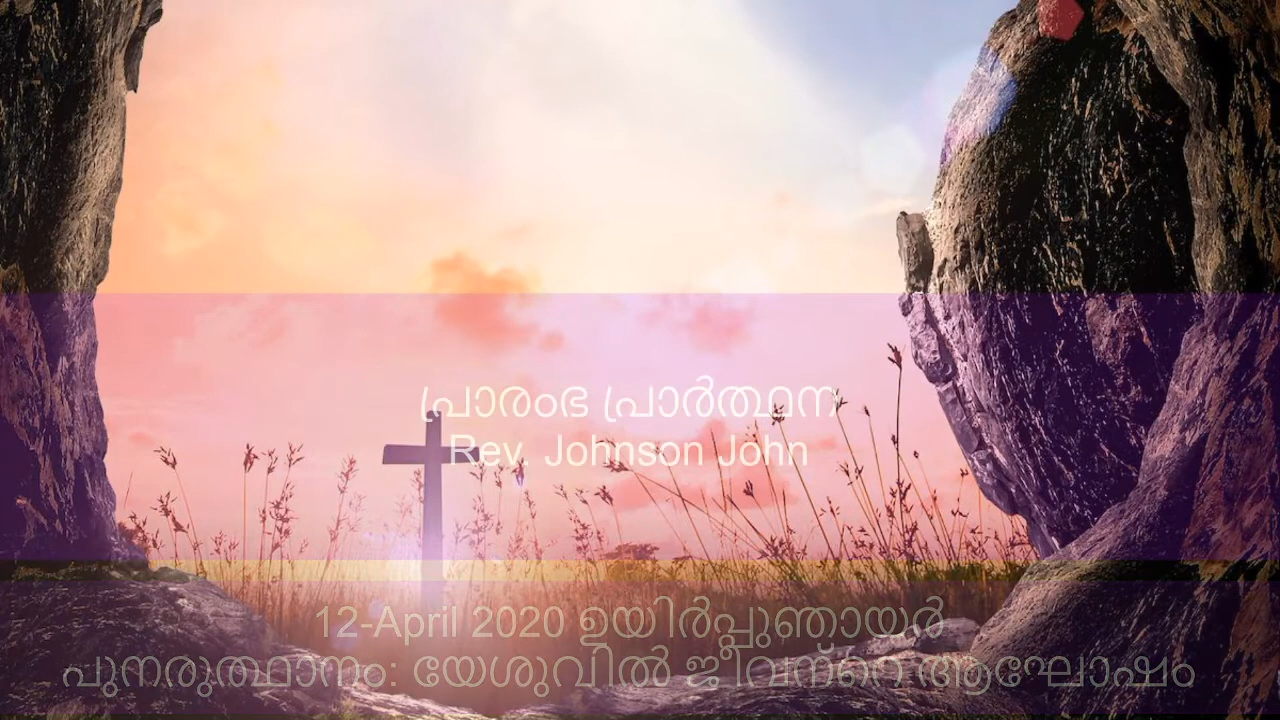 പ്രാരംഭ പ്രാർത്ഥന
Rev. Johnson John
12-April 2020 ഉയിർപ്പുഞായർ
പുനരുത്ഥാനം: യേശുവിൽ ജീവന്റെ ആഘോഷം